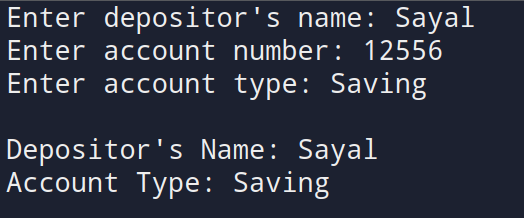 Enter depositor's name: Sayal
Enter account number: 12556
Enter account type: Saving

Depositor's Name: Sayal
Account Type: Saving